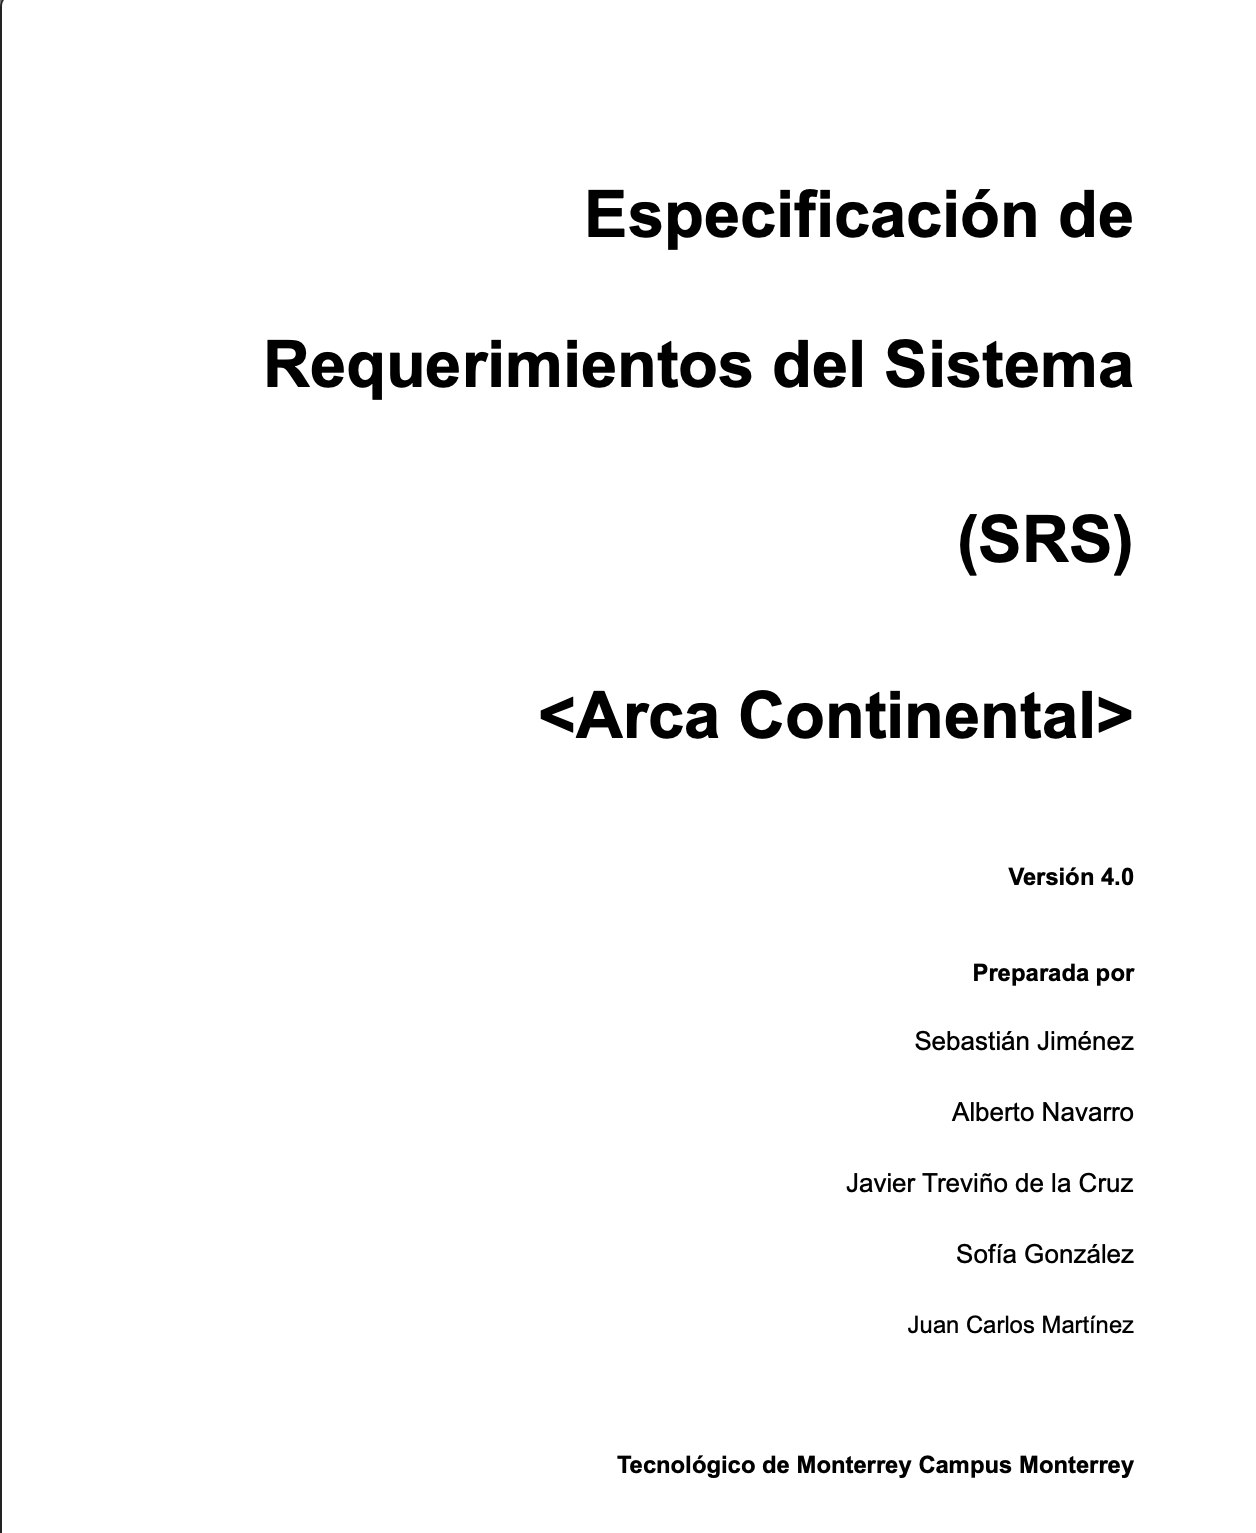 Especificación de
Requerimientos del Sistema
(SRS)
<Arca Continental>
Versión 4.0
Preparada por
Sebastián Jiménez
Alberto Navarro
Javier Treviño de la Cruz
Sofía González
Juan Carlos Martínez
Tecnológico de Monterrey Campus Monterrey